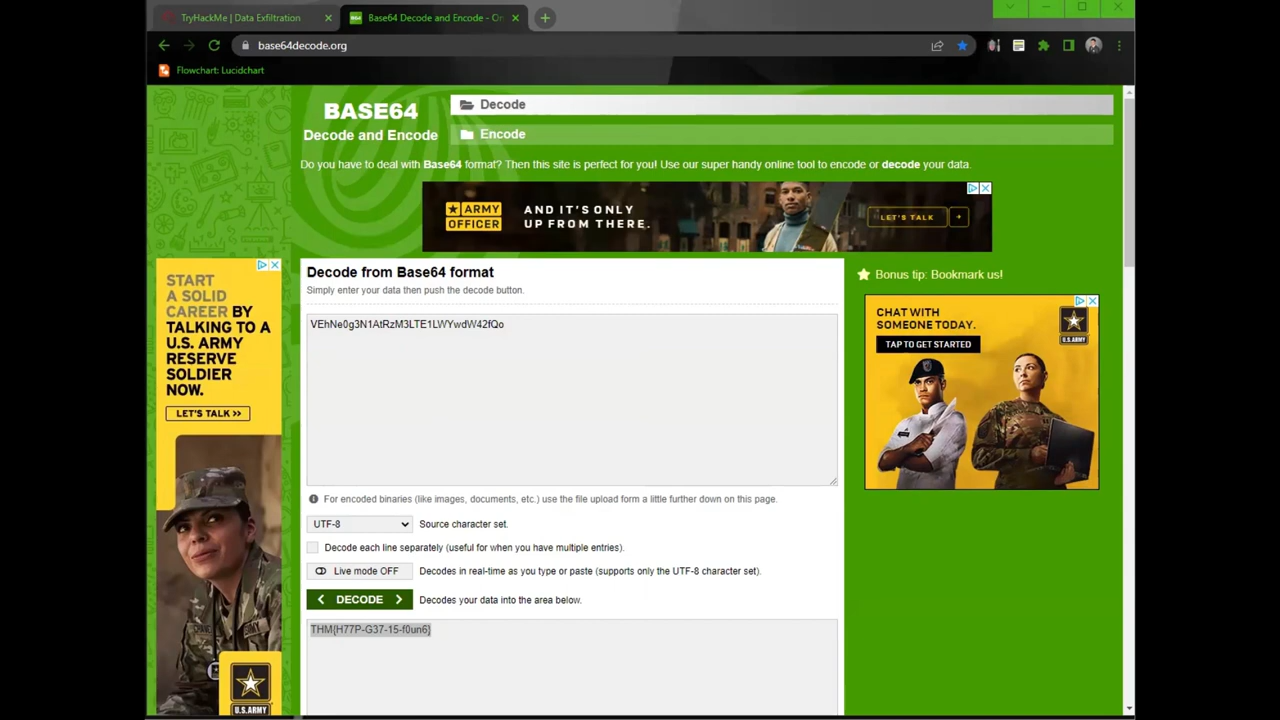 TryHackMe | Data Exfiltration
Base64 Decode and Encode - On
base64decode.org
Flowchart: Lucidchart
BASE64
Decode and Encode
Decode
Encode
Do you have to deal with Base64 format? Then this site is perfect for you! Use our super handy online tool to encode or decode your data.
ARMY
OFFICER
AND IT'S ONLY
UP FROM THERE.
LET'S TALK
+
START
A SOLID
CAREER BY
TALKING TO A
U.S. ARMY
RESERVE
SOLDIER
NOW.
LET'S TALK >>
U.S.ARMY
Decode from Base64 format
Simply enter your data then push the decode button.
VEhNe0g3N1AtRzM3LTE1LWYwdW42fQo
For encoded binaries (like images, documents, etc.) use the file upload form a little further down on this page.
UTF-8
Source character set.
Decode each line separately (useful for when you have multiple entries).
Live mode OFF
Decodes in real-time as you type or paste (supports only the UTF-8 character set).
< DECODE >
Decodes your data into the area below.
THM{H77P-G37-15-f0un6}
Bonus tip: Bookmark us!
CHAT WITH
SOMEONE TODAY.
TAP TO GET STARTED
U.S.ARMY